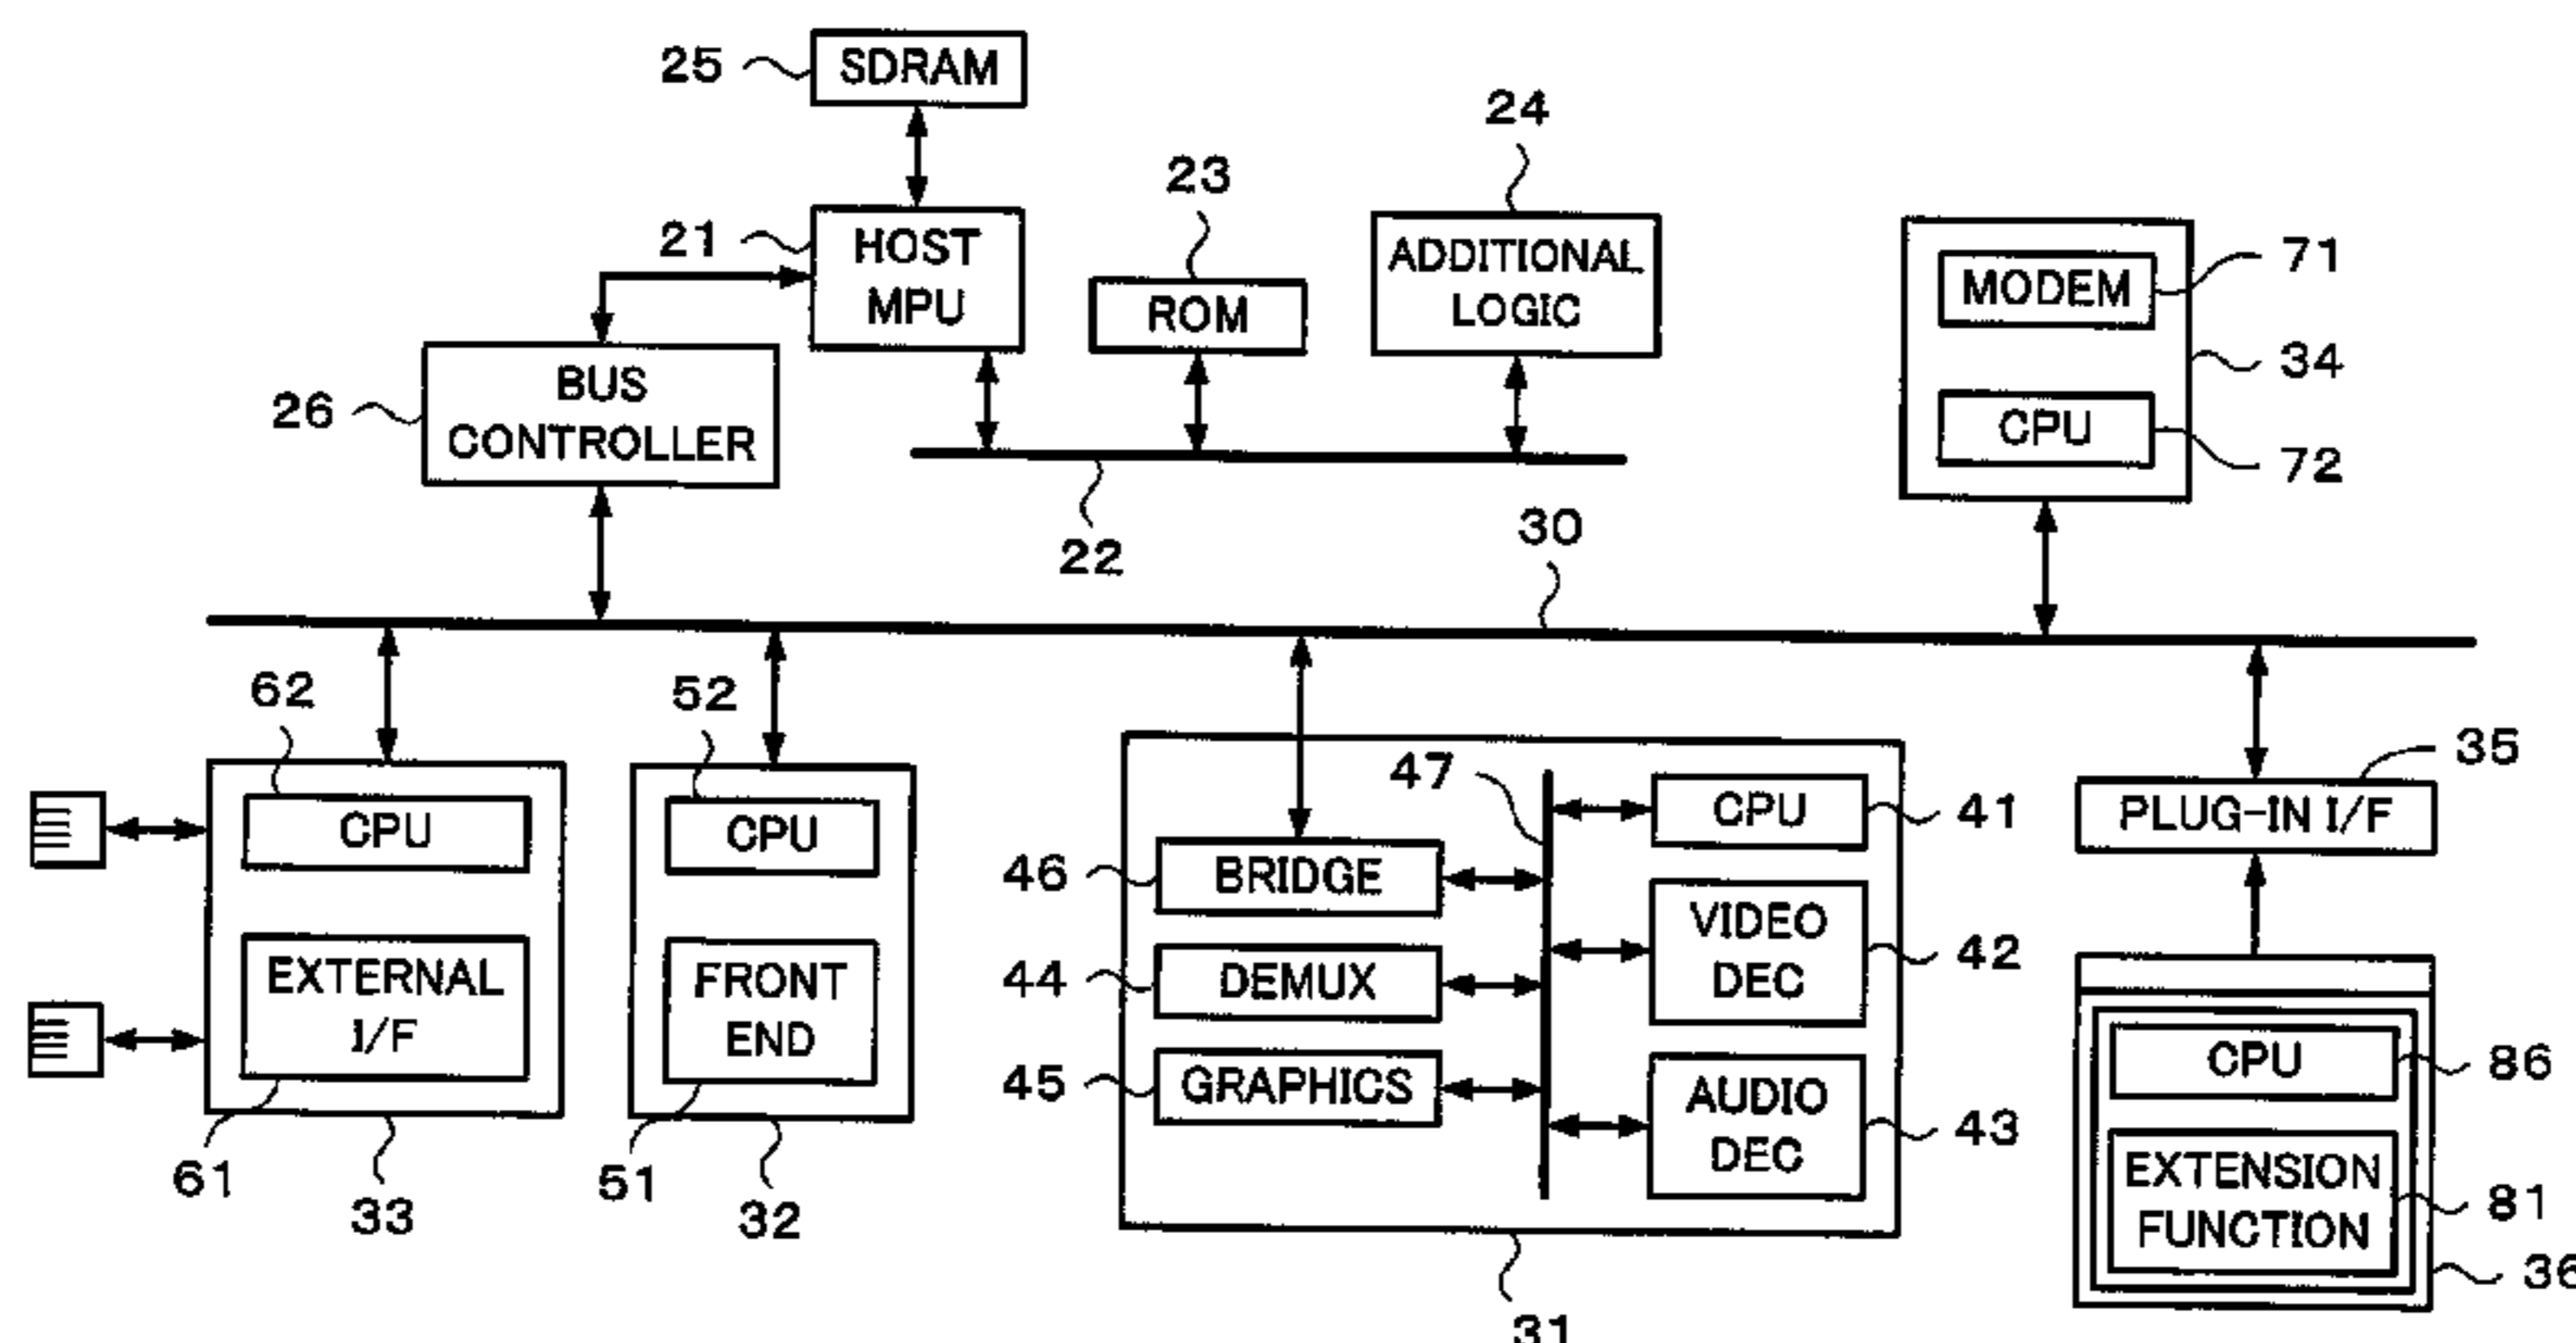 25
SDRAM
24
23
21
HOST
MPU
ADDITIONAL
LOGIC
71
MODEM
ROM
34
26
BUS
CONTROLLER
CPU
72
22
30
62
52
47
35
CPU
CPU
CPU
41
PLUG-IN I/F
46
BRIDGE
VIDEO
DEC
42
EXTERNAL
I/F
FRONT
END
44
DEMUX
45
GRAPHICS
AUDIO
DEC
43
CPU
86
EXTENSION
FUNCTION
81
61
33
51
32
36
31